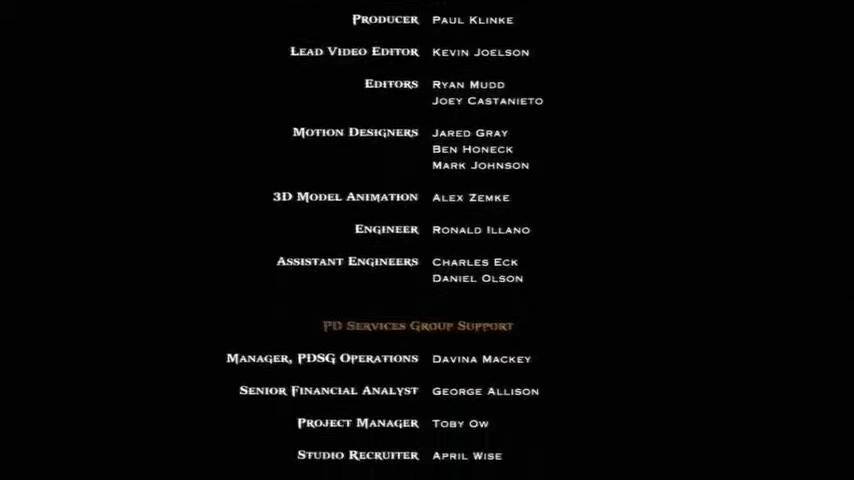 Producer Paul Klinke
Lead Video Editor Kevin Joelson
Editors Ryan Mudd
Joey Castanieto
Motion Designers Jared Gray
Ben Honeck
Mark Johnson
3D Model Animation Alex Zemke
Engineer Ronald Illano
Assistant Engineers Charles Eck
Daniel Olson
PD Services Group Support
Manager, PDSG Operations Davina Mackey
Senior Financial Analyst George Allison
Project Manager Toby Ow
Studio Recruiter April Wise